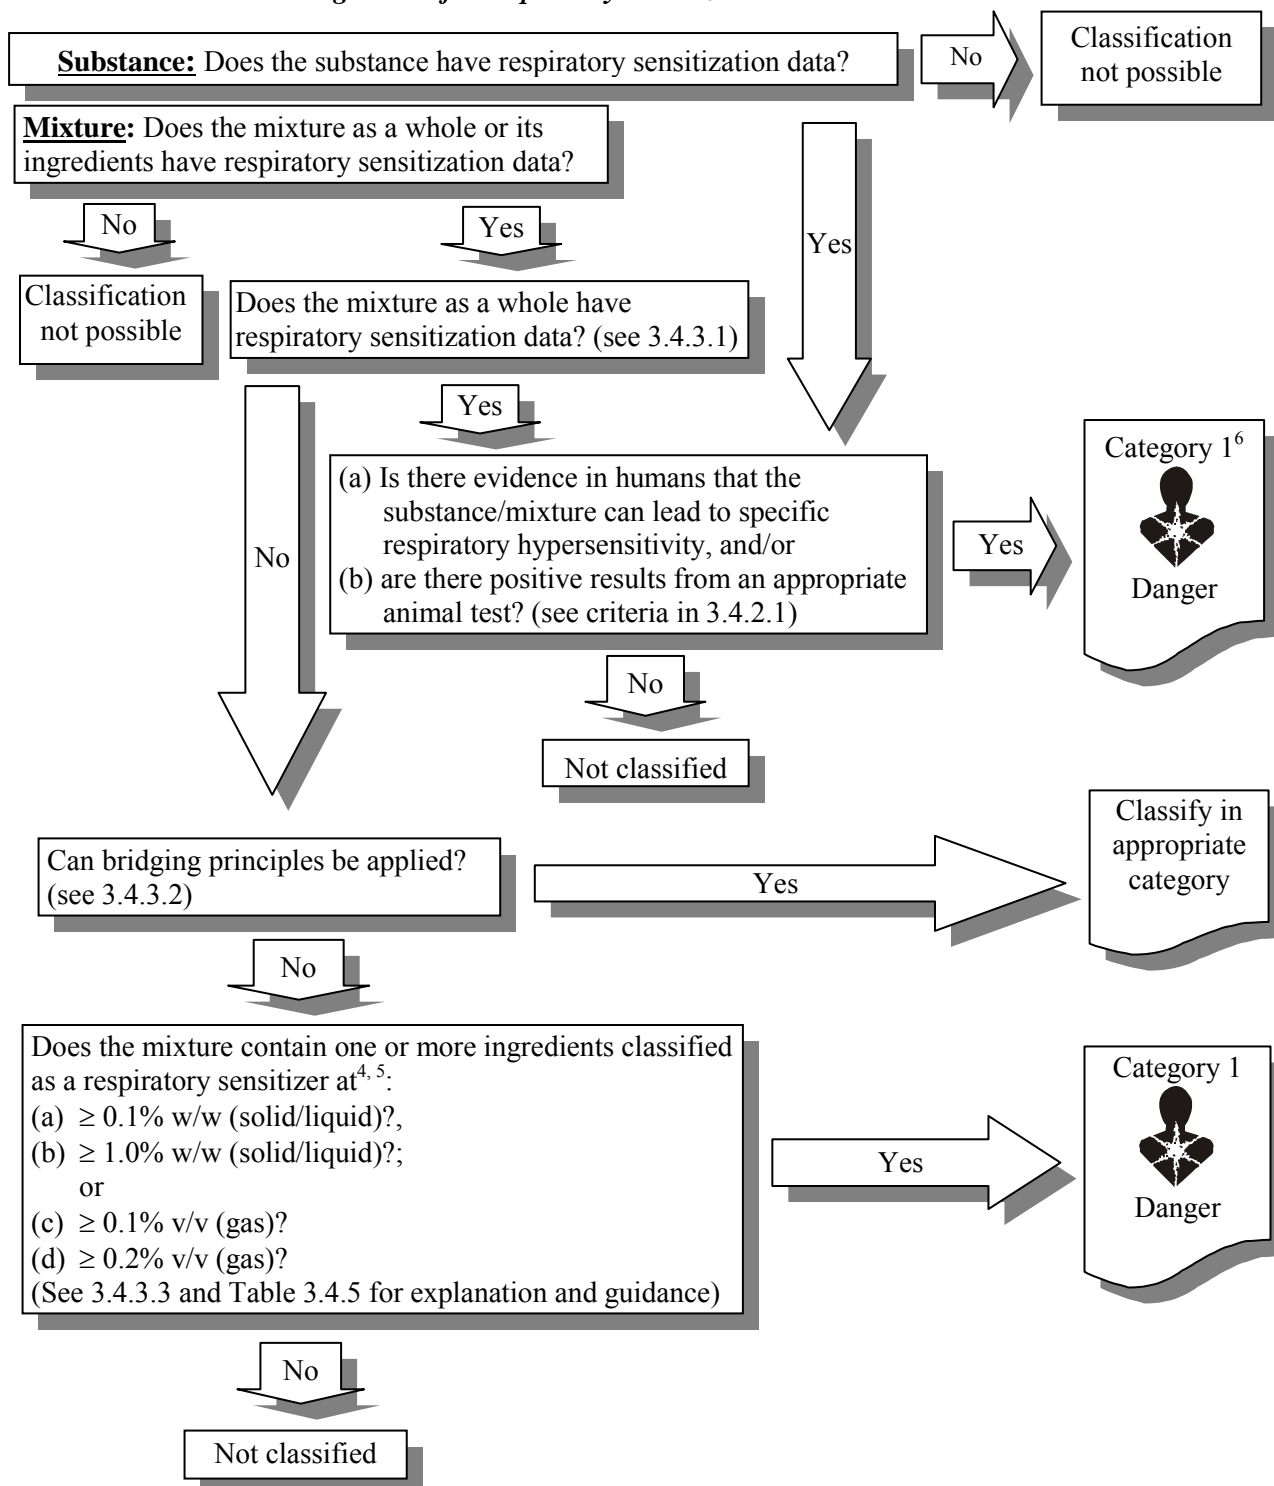 Substance: Does the substance have respiratory sensitization data?
No
Classification
not possible
Mixture: Does the mixture as a whole or its
ingredients have respiratory sensitization data?
No
Yes
Yes
Classification
not possible
Does the mixture as a whole have
respiratory sensitization data? (see 3.4.3.1)
Yes
No
(a) Is there evidence in humans that the
substance/mixture can lead to specific
respiratory hypersensitivity, and/or
(b) are there positive results from an appropriate
animal test? (see criteria in 3.4.2.1)
Yes
Category 1⁶
Danger
No
Not classified
Can bridging principles be applied?
(see 3.4.3.2)
Yes
Classify in
appropriate
category
No
Does the mixture contain one or more ingredients classified
as a respiratory sensitizer at⁴, ⁵:
(a) ≥ 0.1% w/w (solid/liquid)?,
(b) ≥ 1.0% w/w (solid/liquid)?;
or
(c) ≥ 0.1% v/v (gas)?
(d) ≥ 0.2% v/v (gas)?
(See 3.4.3.3 and Table 3.4.5 for explanation and guidance)
Yes
Category 1
Danger
No
Not classified